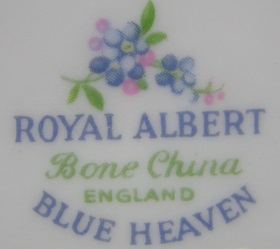 ROYAL ALBERT
Bone China
ENGLAND
BLUE HEAVEN